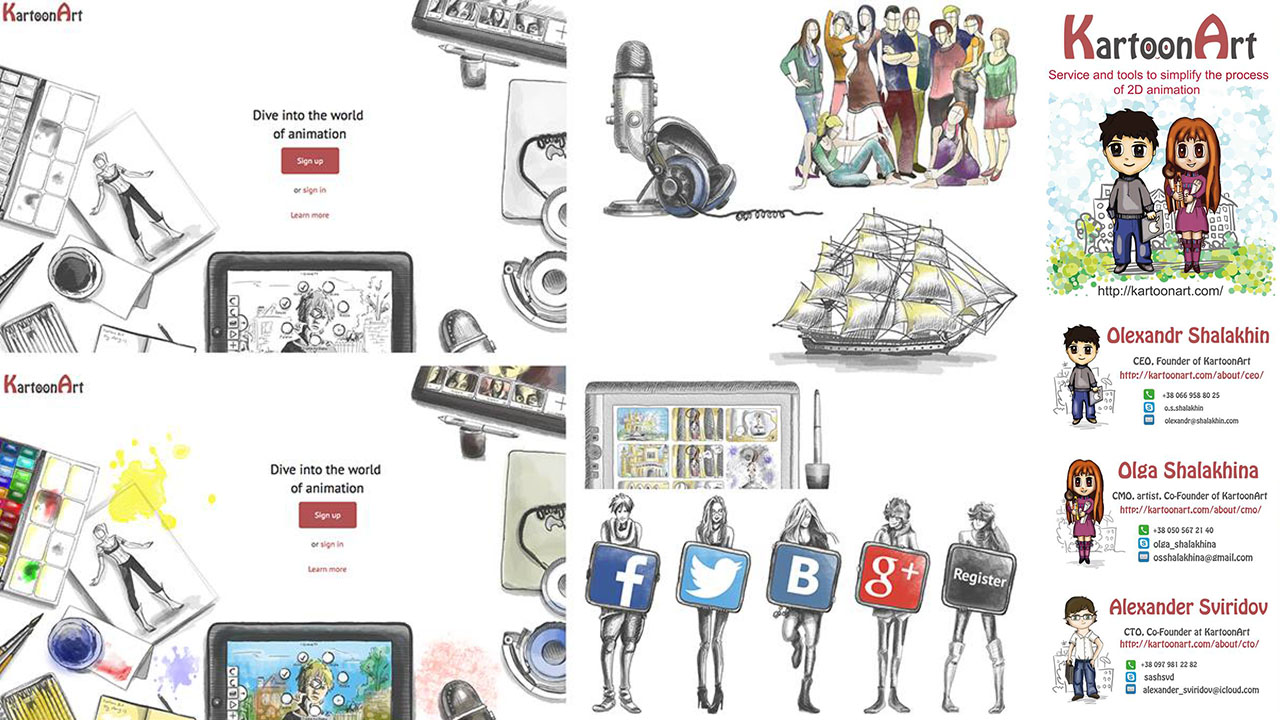 KartoonArt
Dive into the world
of animation
Sign up
or sign in
Learn more
KartoonArt
Dive into the world
of animation
Sign up
or sign in
Learn more
f
B
g+
Register
KartoonArt
Service and tools to simplify the process
of 2D animation
http://kartoonart.com/
Olexandr Shalakhin
CEO, Founder of KartoonArt
http://kartoonart.com/about/ceo/
+38 066 958 80 25
o.s.shalakhin
olexandr@shalakhin.com
Olga Shalakhina
CMO, artist, Co-Founder of KartoonArt
http://kartoonart.com/about/cmo/
+38 050 567 21 40
olga_shalakhina
osshalakhina@gmail.com
Alexander Sviridov
CTO, Co-Founder at KartoonArt
http://kartoonart.com/about/cto/
+38 097 981 22 82
sashsvd
alexander_sviridov@icloud.com